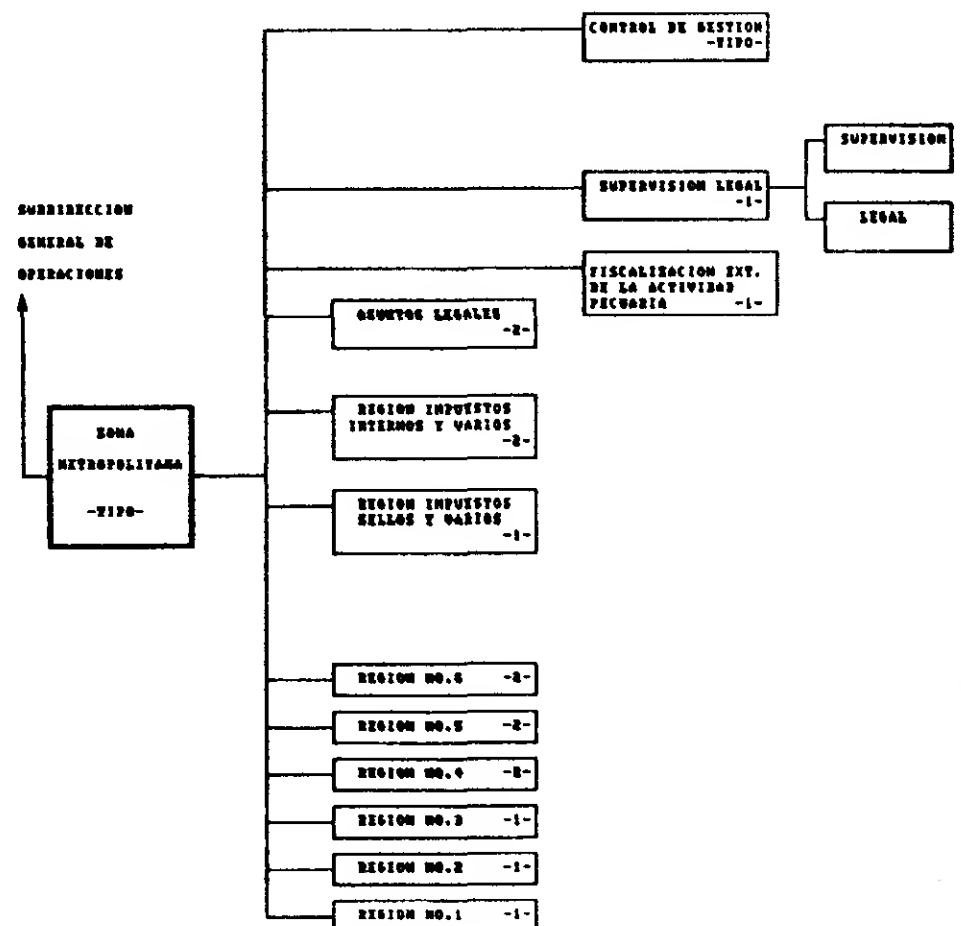 CONTROL DE GESTION
-TIPO-
SUPERVISION
SUPERVISION LEGAL
-1-
LEGAL
SUBDIRECCION
GENERAL DE
OPERACIONES
FISCALIZACION EXT.
DE LA ACTIVIDAD
PECUARIA -1-
ASUNTOS LEGALES
-2-
REGION IMPUESTOS
INTERNOS Y VARIOS
-2-
ZONA
METROPOLITANA
-TIPO-
REGION IMPUESTOS
SELLOS Y VARIOS
-1-
REGION NO.6 -2-
REGION NO.5 -2-
REGION NO.4 -2-
REGION NO.3 -1-
REGION NO.2 -1-
REGION NO.1 -1-